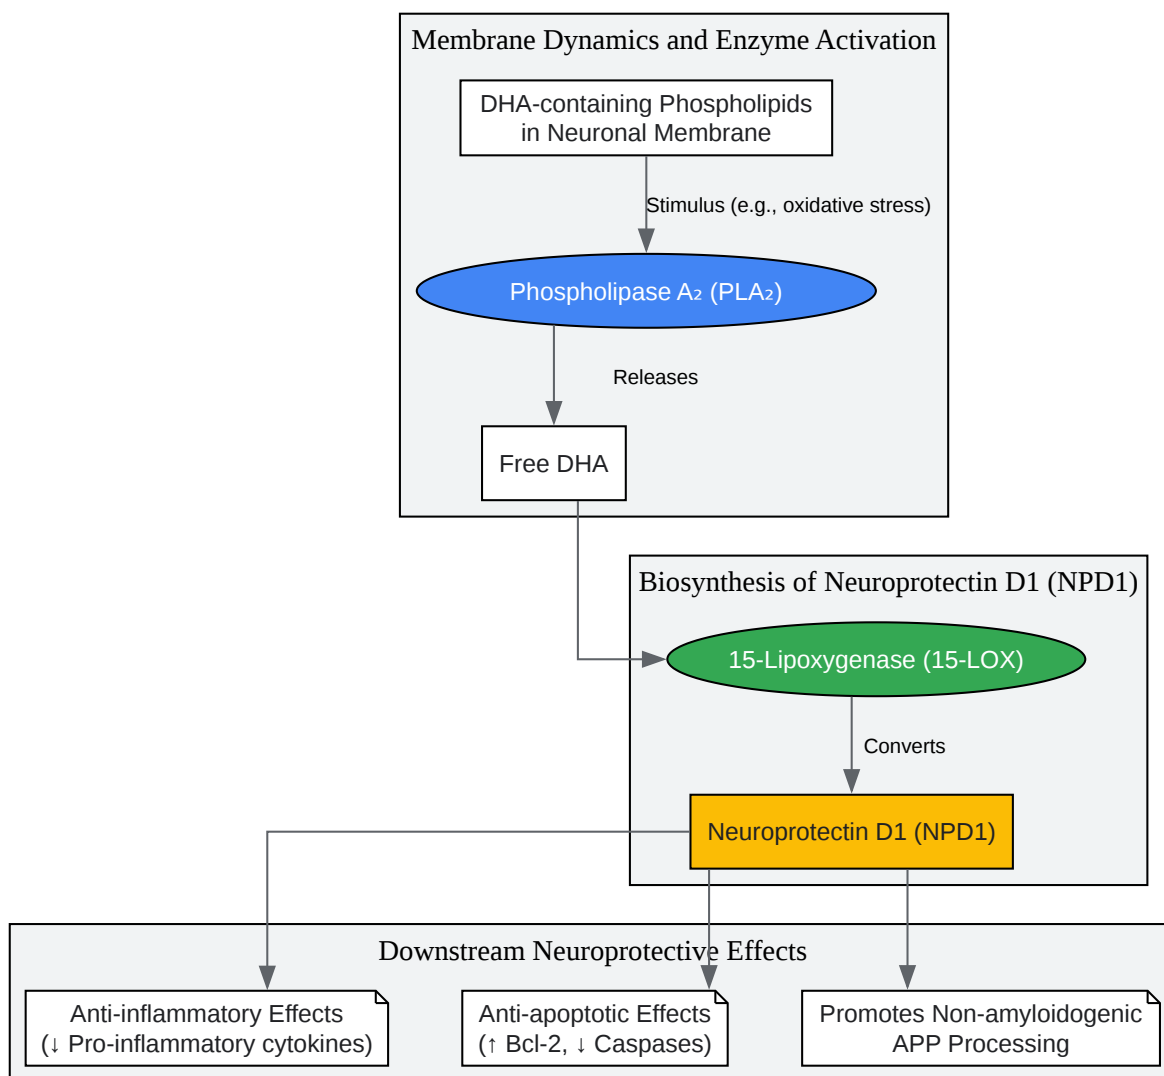 Membrane Dynamics and Enzyme Activation
DHA-containing Phospholipids
in Neuronal Membrane
Stimulus (e.g., oxidative stress)
Phospholipase A₂ (PLA₂)
Releases
Free DHA
Biosynthesis of Neuroprotectin D1 (NPD1)
15-Lipoxygenase (15-LOX)
Converts
Neuroprotectin D1 (NPD1)
Downstream Neuroprotective Effects
Anti-inflammatory Effects
(↓ Pro-inflammatory cytokines)
Anti-apoptotic Effects
(↑ Bcl-2, ↓ Caspases)
Promotes Non-amyloidogenic
APP Processing